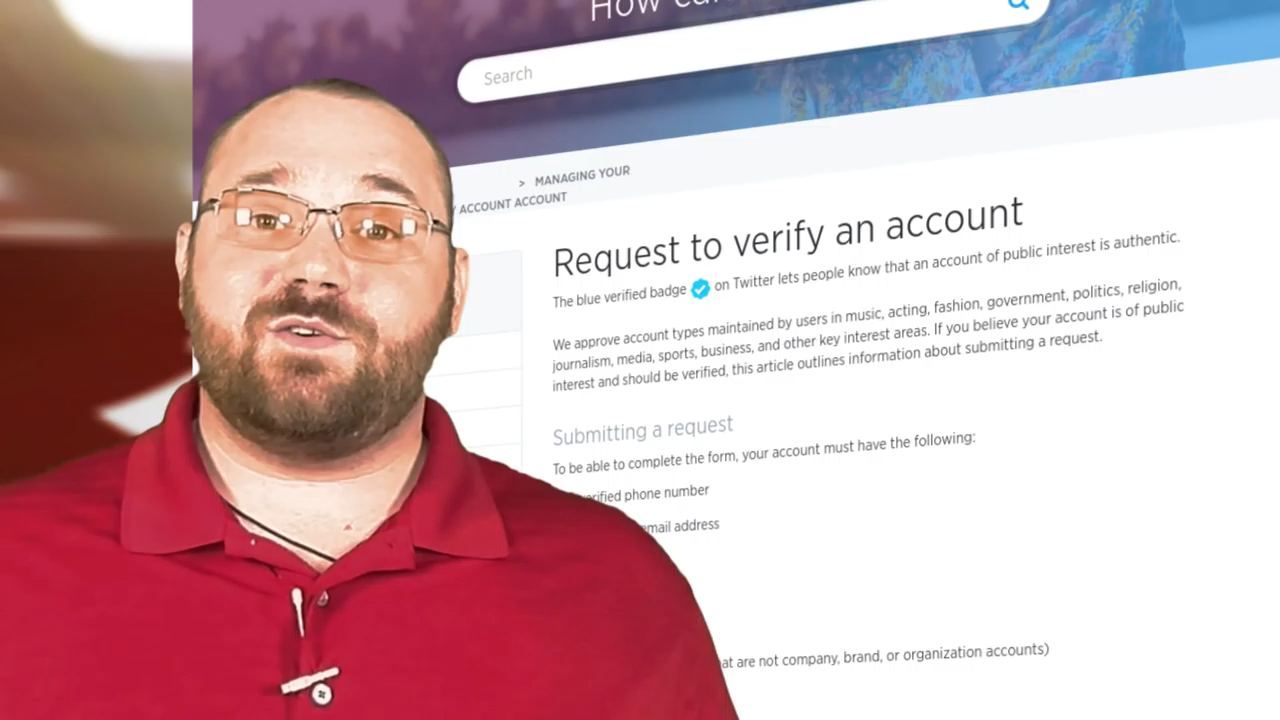 How
Search
> MANAGING YOUR
ACCOUNT ACCOUNT
Request to verify an account
The blue verified badge on Twitter lets people know that an account of public interest is authentic.
We approve account types maintained by users in music, acting, fashion, government, politics, religion,
journalism, media, sports, business, and other key interest areas. If you believe your account is of public
interest and should be verified, this article outlines information about submitting a request.
Submitting a request
To be able to complete the form, your account must have the following:
phone number
address
are not company, brand, or organization accounts)